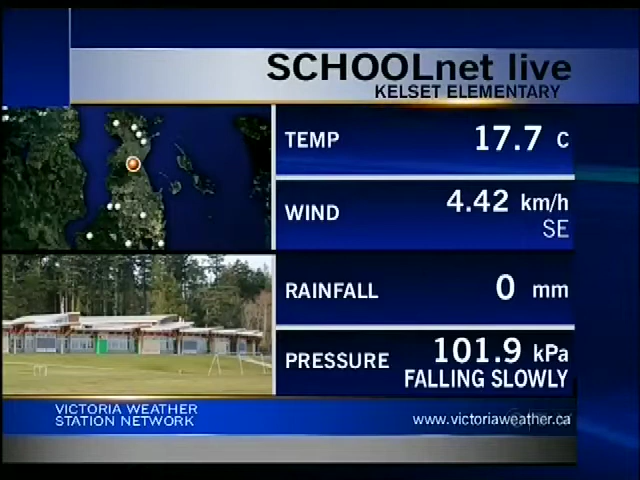 SCHOOLnet live
KELSET ELEMENTARY
TEMP 17.7 C
WIND 4.42 km/h
SE
RAINFALL 0 mm
PRESSURE 101.9 kPa
FALLING SLOWLY
VICTORIA WEATHER
STATION NETWORK
www.victoriaweather.ca